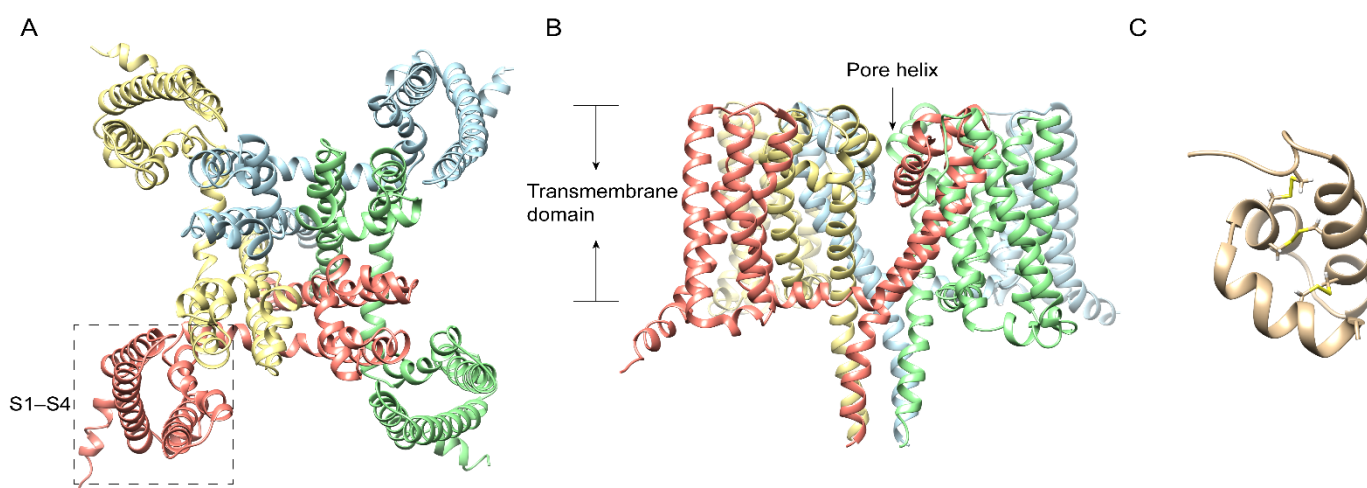 A
B
C
Pore helix
Transmembrane
domain
S1–S4